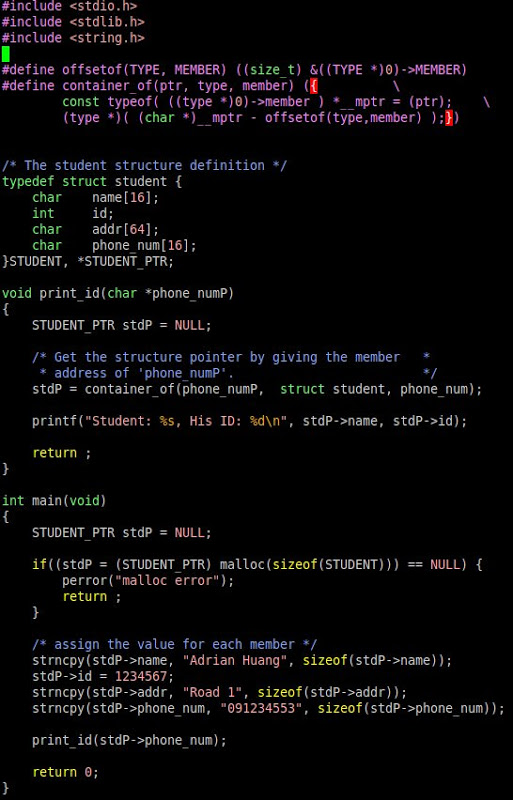 #include <stdio.h>
#include <stdlib.h>
#include <string.h>

#define offsetof(TYPE, MEMBER) ((size_t) &((TYPE *)0)->MEMBER)
#define container_of(ptr, type, member) ({          \
        const typeof( ((type *)0)->member ) *__mptr = (ptr);    \
        (type *)( (char *)__mptr - offsetof(type,member) );})


/* The student structure definition */
typedef struct student {
    char    name[16];
    int     id;
    char    addr[64];
    char    phone_num[16];
}STUDENT, *STUDENT_PTR;

void print_id(char *phone_numP)
{
    STUDENT_PTR stdP = NULL;

    /* Get the structure pointer by giving the member   *
     * address of 'phone_numP'.                         */
    stdP = container_of(phone_numP,  struct student, phone_num);

    printf("Student: %s, His ID: %d\n", stdP->name, stdP->id);

    return ;
}

int main(void)
{
    STUDENT_PTR stdP = NULL;

    if((stdP = (STUDENT_PTR) malloc(sizeof(STUDENT))) == NULL) {
        perror("malloc error");
        return ;
    }

    /* assign the value for each member */
    strncpy(stdP->name, "Adrian Huang", sizeof(stdP->name));
    stdP->id = 1234567;
    strncpy(stdP->addr, "Road 1", sizeof(stdP->addr));
    strncpy(stdP->phone_num, "091234553", sizeof(stdP->phone_num));

    print_id(stdP->phone_num);

    return 0;
}